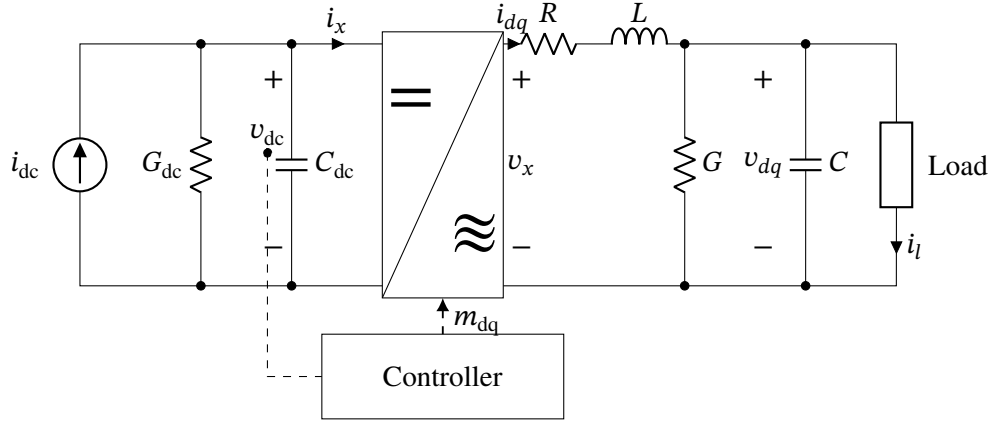 i_x
i_dq
R
L
+
+
+
v_dc
i_dc
G_dc
C_dc
=
v_x
G
v_dq
C
Load
≋
−
−
−
i_l
m_dq
Controller